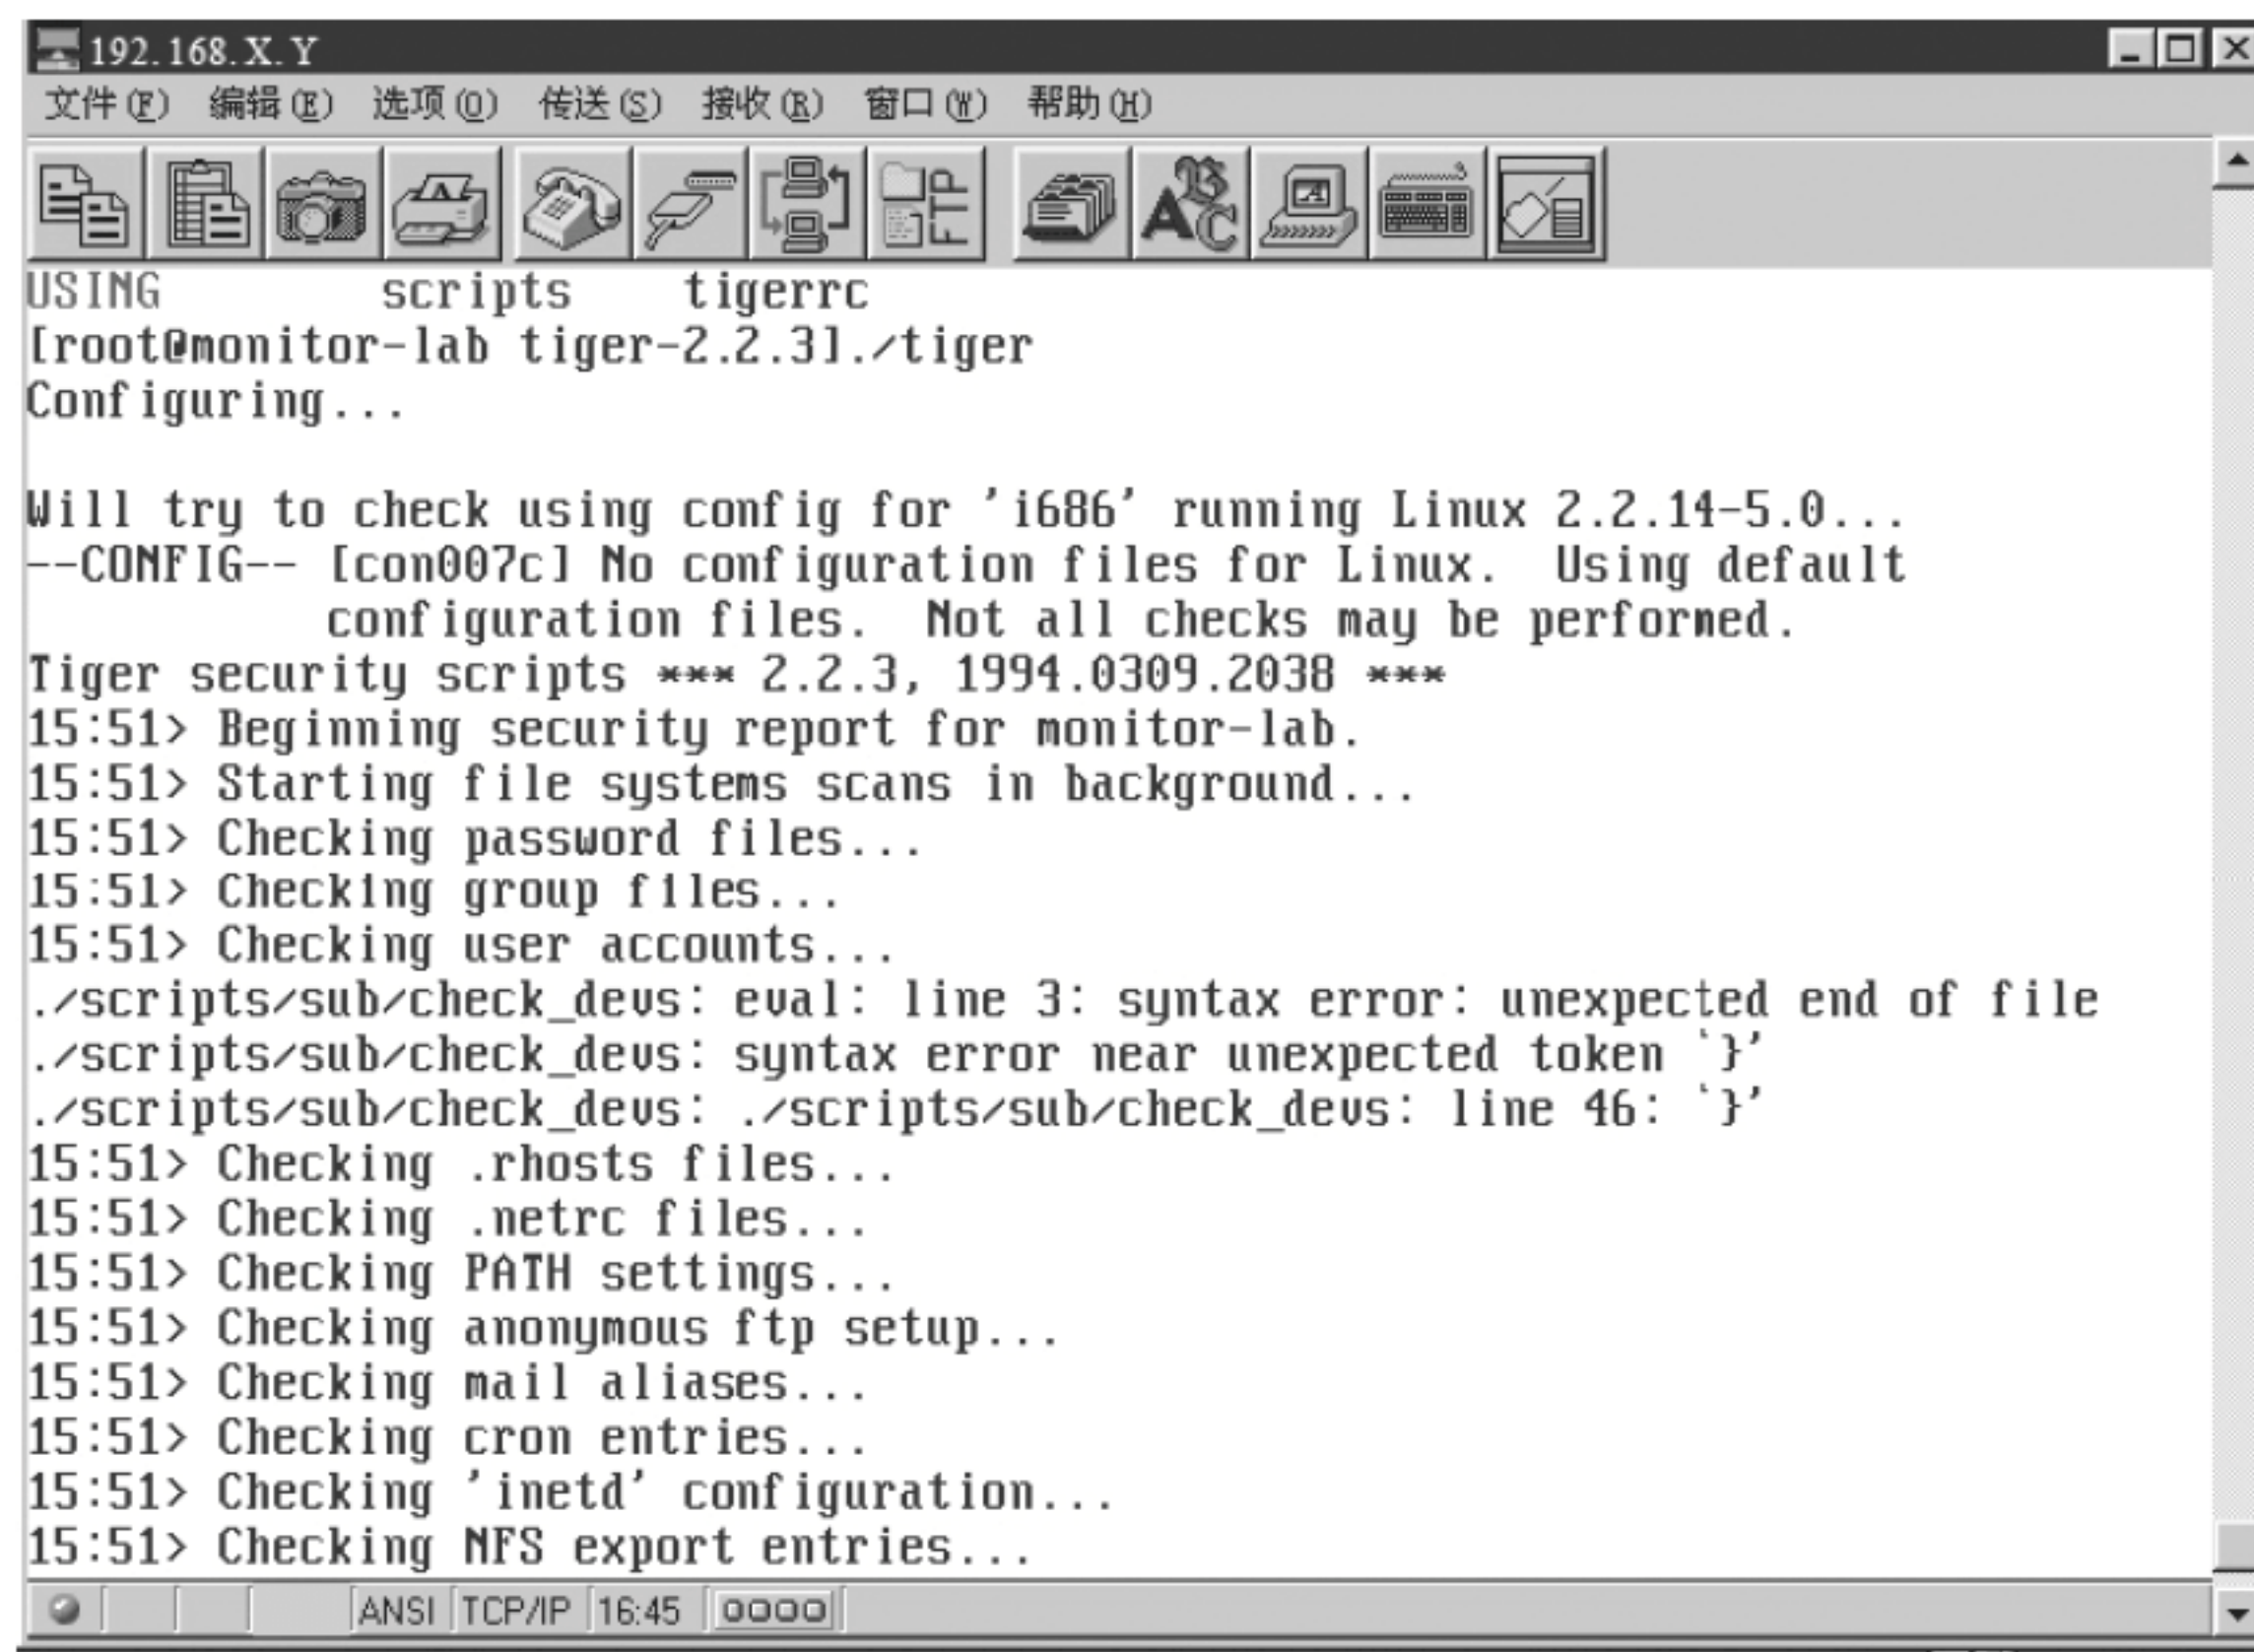 192.168.X.Y
文件(F) 编辑(E) 选项(O) 传送(S) 接收(R) 窗口(W) 帮助(H)
FTP
USING scripts tigerrc
[root@monitor-lab tiger-2.2.3]./tiger
Configuring...
Will try to check using config for 'i686' running Linux 2.2.14-5.0...
--CONFIG-- [con007c] No configuration files for Linux. Using default
configuration files. Not all checks may be performed.
Tiger security scripts *** 2.2.3, 1994.0309.2038 ***
15:51> Beginning security report for monitor-lab.
15:51> Starting file systems scans in background...
15:51> Checking password files...
15:51> Checking group files...
15:51> Checking user accounts...
./scripts/sub/check_devs: eval: line 3: syntax error: unexpected end of file
./scripts/sub/check_devs: syntax error near unexpected token `}'
./scripts/sub/check_devs: ./scripts/sub/check_devs: line 46: `}'
15:51> Checking .rhosts files...
15:51> Checking .netrc files...
15:51> Checking PATH settings...
15:51> Checking anonymous ftp setup...
15:51> Checking mail aliases...
15:51> Checking cron entries...
15:51> Checking 'inetd' configuration...
15:51> Checking NFS export entries...
ANSI TCP/IP 16:45